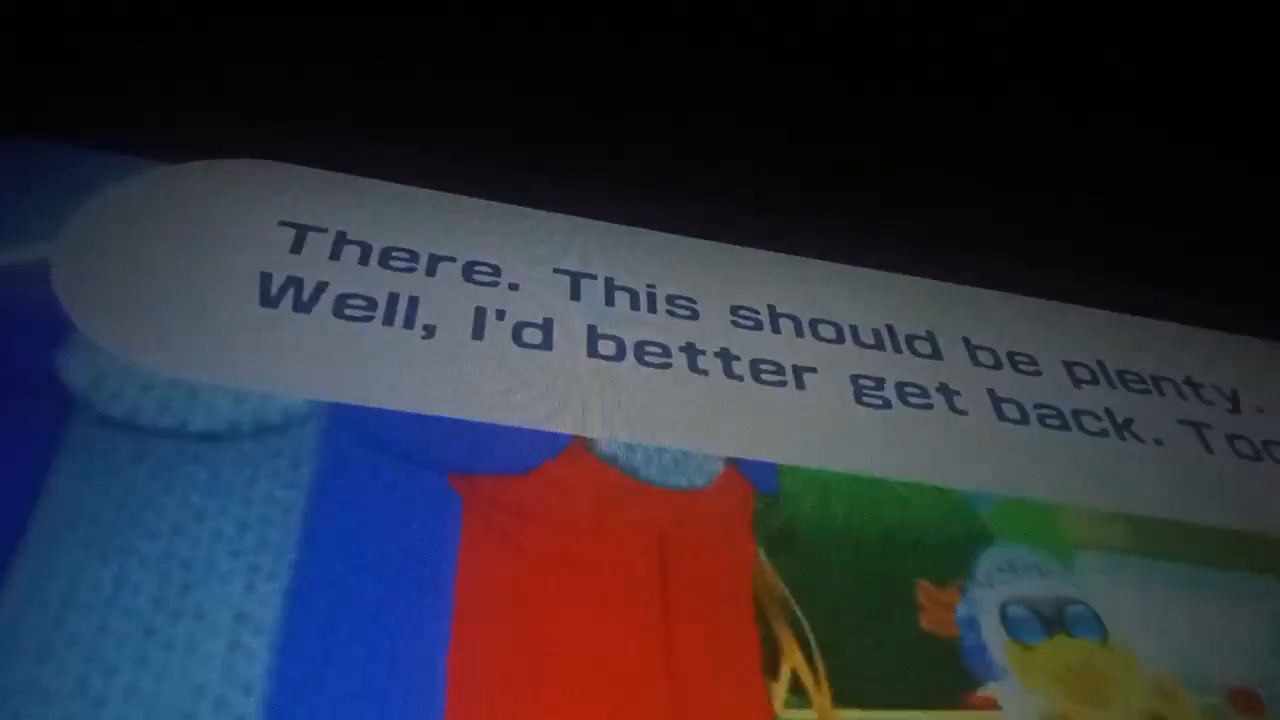 There. This should be plenty.
Well, I'd better get back.